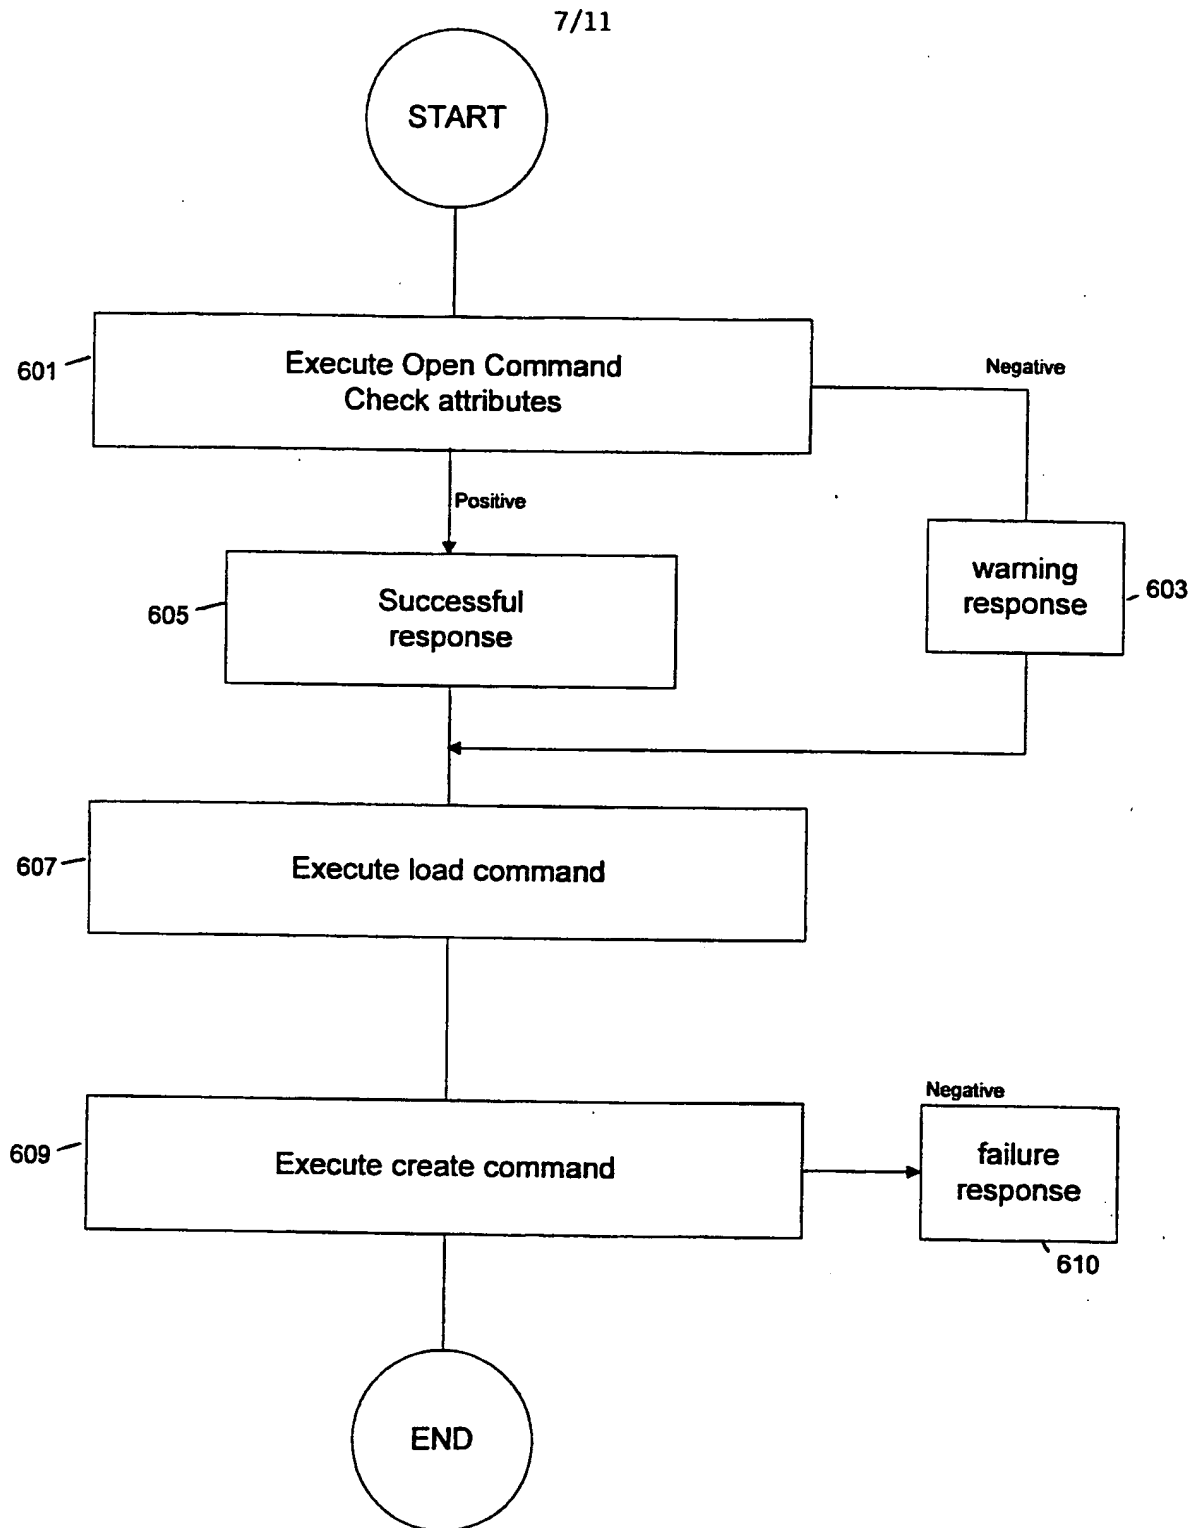 7/11
START
601
Execute Open Command
Check attributes
Negative
Positive
605
Successful
response
warning
response
603
607
Execute load command
609
Execute create command
Negative
failure
response
610
END